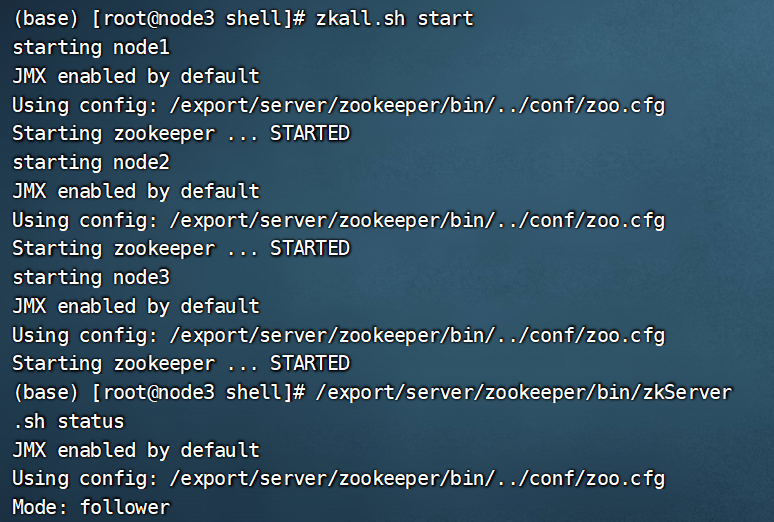 (base) [root@node3 shell]# zkall.sh start
starting node1
JMX enabled by default
Using config: /export/server/zookeeper/bin/../conf/zoo.cfg
Starting zookeeper ... STARTED
starting node2
JMX enabled by default
Using config: /export/server/zookeeper/bin/../conf/zoo.cfg
Starting zookeeper ... STARTED
starting node3
JMX enabled by default
Using config: /export/server/zookeeper/bin/../conf/zoo.cfg
Starting zookeeper ... STARTED
(base) [root@node3 shell]# /export/server/zookeeper/bin/zkServer
.sh status
JMX enabled by default
Using config: /export/server/zookeeper/bin/../conf/zoo.cfg
Mode: follower